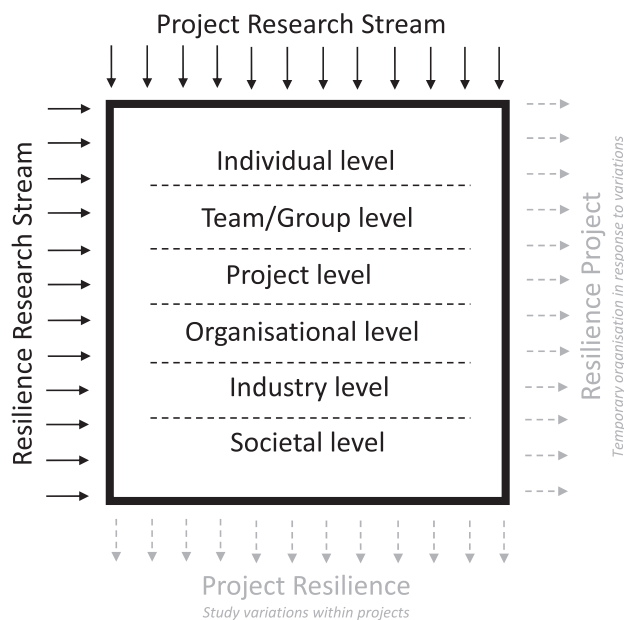 Project Research Stream
Resilience Research Stream
Individual level
Team/Group level
Project level
Organisational level
Industry level
Societal level
Resilience Project
Temporary organisation in response to variations
Project Resilience
Study variations within projects